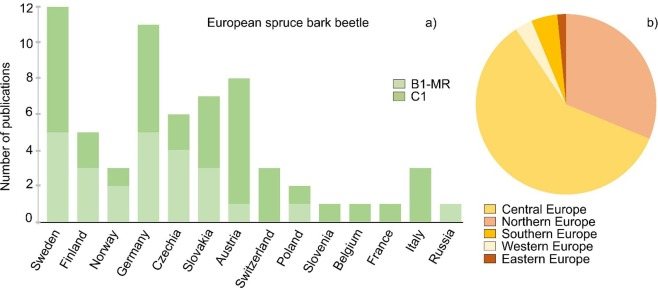 European spruce bark beetle
a)
b)
Number of publications
12
10
8
6
4
2
0
B1-MR
C1
Sweden
Finland
Norway
Germany
Czechia
Slovakia
Austria
Switzerland
Poland
Slovenia
Belgium
France
Italy
Russia
Central Europe
Northern Europe
Southern Europe
Western Europe
Eastern Europe